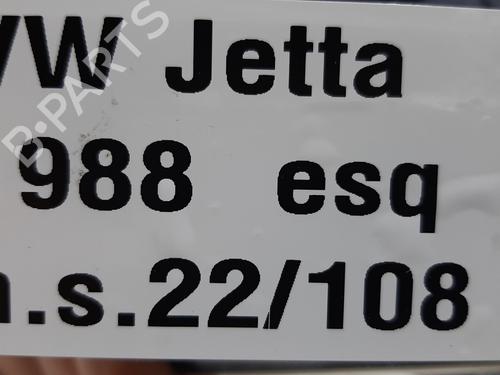 VW Jetta
988 esq
.s.22/108
B-PARTS